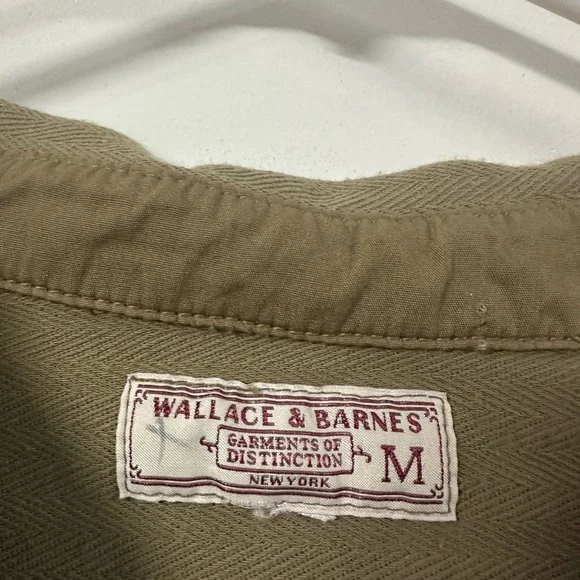 WALLACE & BARNES
GARMENTS OF
DISTINCTION
M
NEW YORK